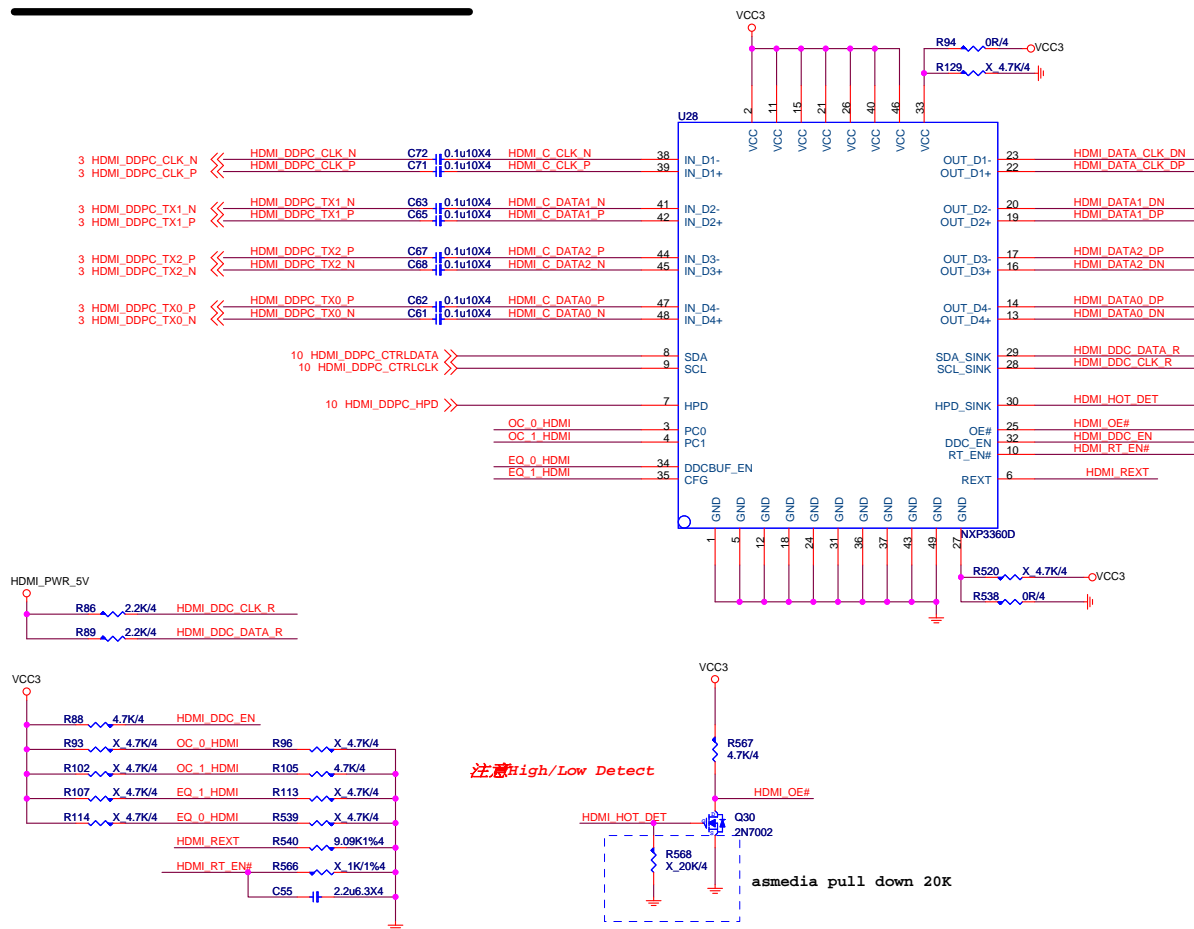 VCC3
R94 0R/4 VCC3
R129 X_4.7K/4
U28
2 11 15 21 26 40 46 33
VCC VCC VCC VCC VCC VCC VCC VCC
3 HDMI_DDPC_CLK_N HDMI_DDPC_CLK_N C72 0.1u10X4 HDMI_C_CLK_N 38 IN_D1- OUT_D1- 23 HDMI_DATA_CLK_DN
3 HDMI_DDPC_CLK_P HDMI_DDPC_CLK_P C71 0.1u10X4 HDMI_C_CLK_P 39 IN_D1+ OUT_D1+ 22 HDMI_DATA_CLK_DP
3 HDMI_DDPC_TX1_N HDMI_DDPC_TX1_N C63 0.1u10X4 HDMI_C_DATA1_N 41 IN_D2- OUT_D2- 20 HDMI_DATA1_DN
3 HDMI_DDPC_TX1_P HDMI_DDPC_TX1_P C65 0.1u10X4 HDMI_C_DATA1_P 42 IN_D2+ OUT_D2+ 19 HDMI_DATA1_DP
3 HDMI_DDPC_TX2_P HDMI_DDPC_TX2_P C67 0.1u10X4 HDMI_C_DATA2_P 44 IN_D3- OUT_D3- 17 HDMI_DATA2_DP
3 HDMI_DDPC_TX2_N HDMI_DDPC_TX2_N C68 0.1u10X4 HDMI_C_DATA2_N 45 IN_D3+ OUT_D3+ 16 HDMI_DATA2_DN
3 HDMI_DDPC_TX0_P HDMI_DDPC_TX0_P C62 0.1u10X4 HDMI_C_DATA0_P 47 IN_D4- OUT_D4- 14 HDMI_DATA0_DP
3 HDMI_DDPC_TX0_N HDMI_DDPC_TX0_N C61 0.1u10X4 HDMI_C_DATA0_N 48 IN_D4+ OUT_D4+ 13 HDMI_DATA0_DN
10 HDMI_DDPC_CTRLDATA 8 SDA SDA_SINK 29 HDMI_DDC_DATA_R
10 HDMI_DDPC_CTRLCLK 9 SCL SCL_SINK 28 HDMI_DDC_CLK_R
10 HDMI_DDPC_HPD 7 HPD HPD_SINK 30 HDMI_HOT_DET
OC_0_HDMI 3 PC0 OE# 25 HDMI_OE#
OC_1_HDMI 4 PC1 DDC_EN 32 HDMI_DDC_EN
RT_EN# 10 HDMI_RT_EN#
EQ_0_HDMI 34 DDCBUF_EN
EQ_1_HDMI 35 CFG REXT 6 HDMI_REXT
GND GND GND GND GND GND GND GND GND GND GND
1 5 12 18 24 31 36 37 43 49 27
NXP3360D
R520 X_4.7K/4 VCC3
R538 0R/4
HDMI_PWR_5V
R86 2.2K/4 HDMI_DDC_CLK_R
R89 2.2K/4 HDMI_DDC_DATA_R
VCC3
R88 4.7K/4 HDMI_DDC_EN
R93 X_4.7K/4 OC_0_HDMI R96 X_4.7K/4
R102 X_4.7K/4 OC_1_HDMI R105 4.7K/4
R107 X_4.7K/4 EQ_1_HDMI R113 X_4.7K/4
R114 X_4.7K/4 EQ_0_HDMI R539 X_4.7K/4
HDMI_REXT R540 9.09K1%4
HDMI_RT_EN# R566 X_1K/1%4
C55 2.2u6.3X4
VCC3
R567
4.7K/4
注意High/Low Detect
HDMI_OE#
HDMI_HOT_DET
Q30
2N7002
R568
X_20K/4
asmedia pull down 20K